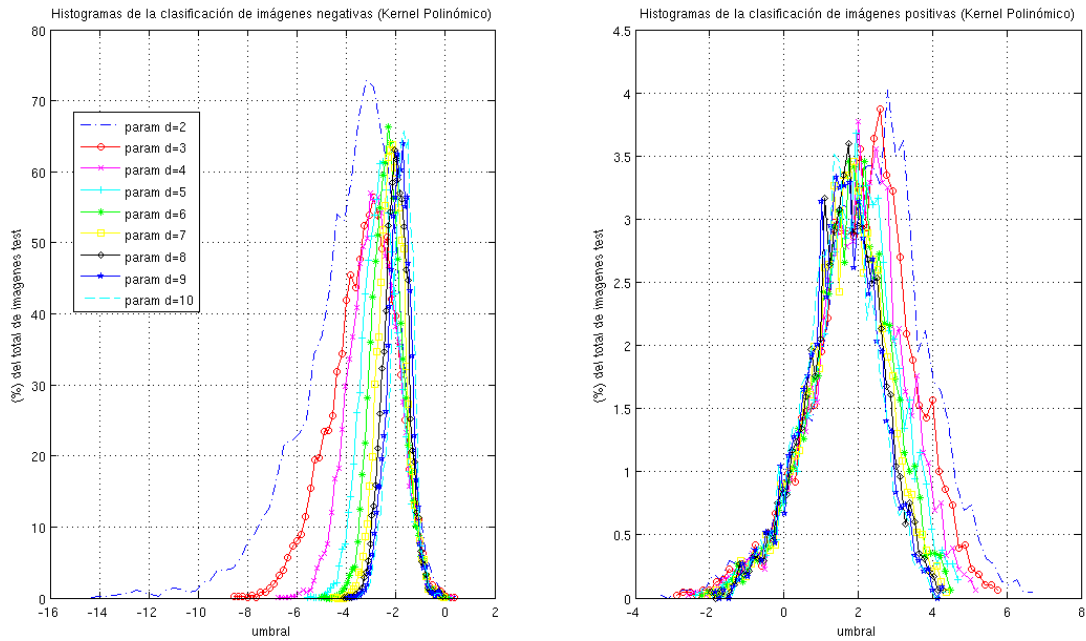 Histogramas de la clasificación de imágenes negativas (Kernel Polinómico)
80
70
60
50
40
30
20
10
0
(%) del total de imagenes test
-16
-14
-12
-10
-8
-6
-4
-2
0
2
umbral
param d=2
param d=3
param d=4
param d=5
param d=6
param d=7
param d=8
param d=9
param d=10
Histogramas de la clasificación de imágenes positivas (Kernel Polinómico)
4.5
4
3.5
3
2.5
2
1.5
1
0.5
0
(%) del total de imagenes test
-4
-2
0
2
4
6
8
umbral